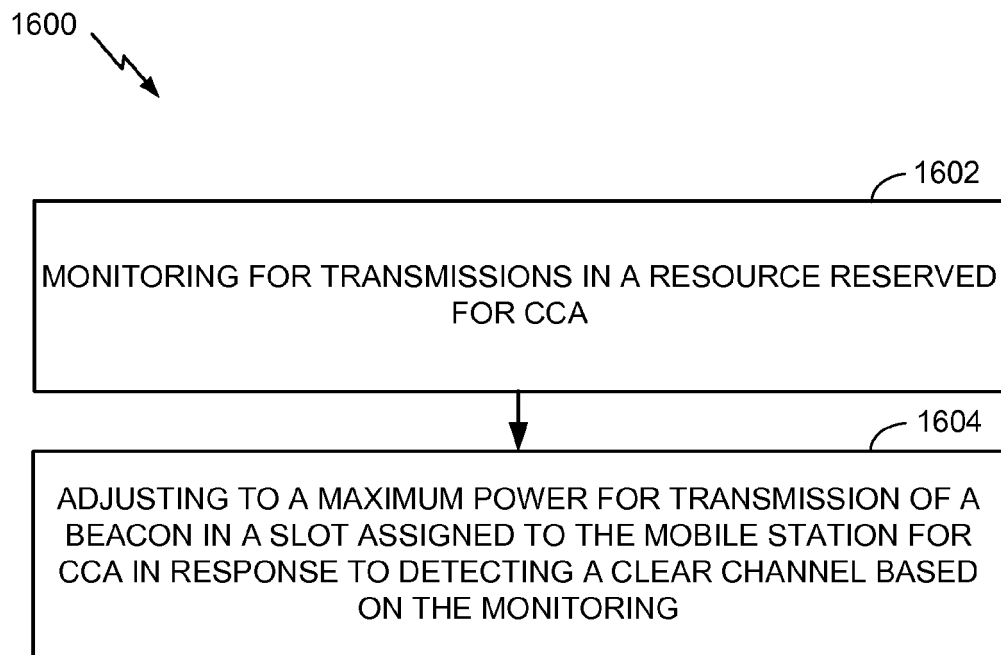 1600
1602
MONITORING FOR TRANSMISSIONS IN A RESOURCE RESERVED
FOR CCA
1604
ADJUSTING TO A MAXIMUM POWER FOR TRANSMISSION OF A
BEACON IN A SLOT ASSIGNED TO THE MOBILE STATION FOR
CCA IN RESPONSE TO DETECTING A CLEAR CHANNEL BASED
ON THE MONITORING